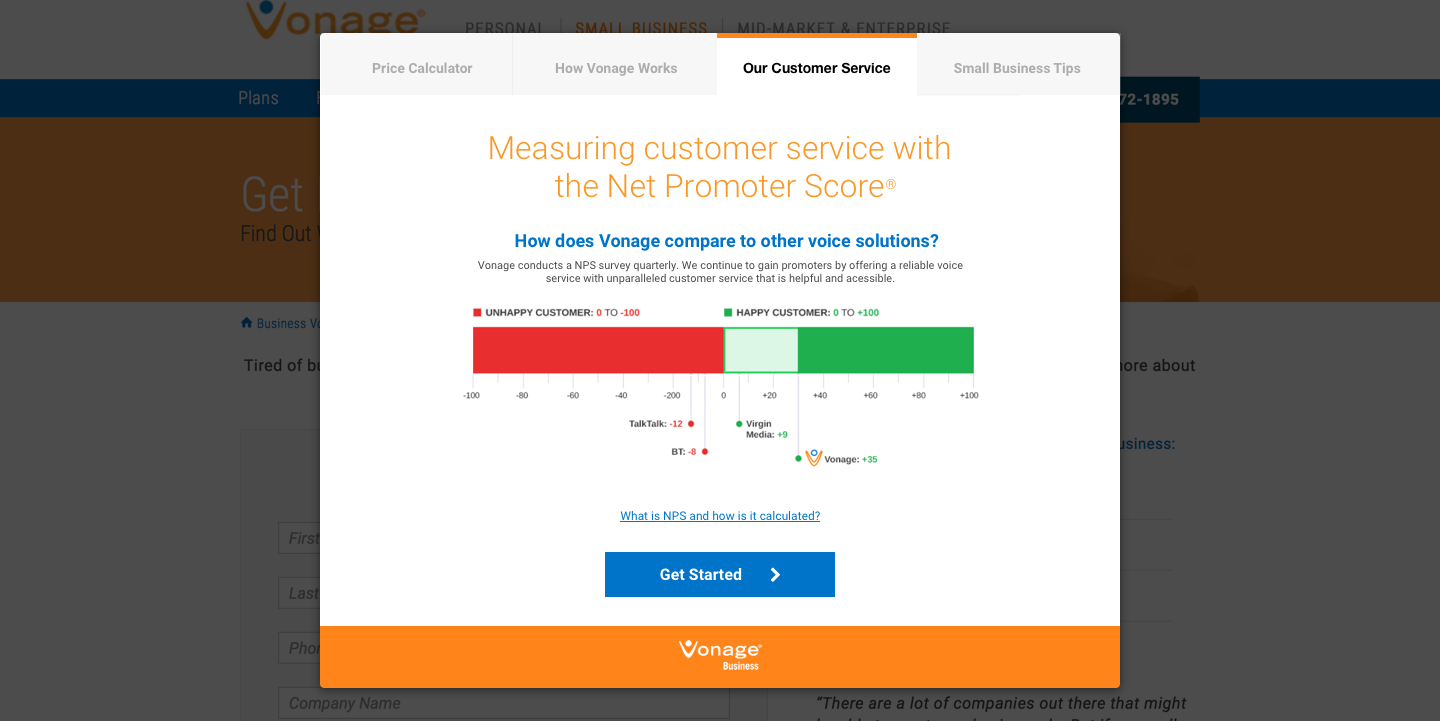 Vonage®
PERSONAL | SMALL BUSINESS | MID-MARKET & ENTERPRISE
Price Calculator
How Vonage Works
Our Customer Service
Small Business Tips
Plans
72-1895
Measuring customer service with
the Net Promoter Score®
Get
Find Out
How does Vonage compare to other voice solutions?
Vonage conducts a NPS survey quarterly. We continue to gain promoters by offering a reliable voice
service with unparalleled customer service that is helpful and acessible.
UNHAPPY CUSTOMER: 0 TO -100
HAPPY CUSTOMER: 0 TO +100
Business Vo
Tired of bu
ore about
-100 -80 -60 -40 -200 0 +20 +40 +60 +80 +100
TalkTalk: -12
Virgin
Media: +9
BT: -8
Vonage: +35
usiness:
What is NPS and how is it calculated?
First
Get Started
Last
Phon
Vonage®
Business
Company Name
“There are a lot of companies out there that might